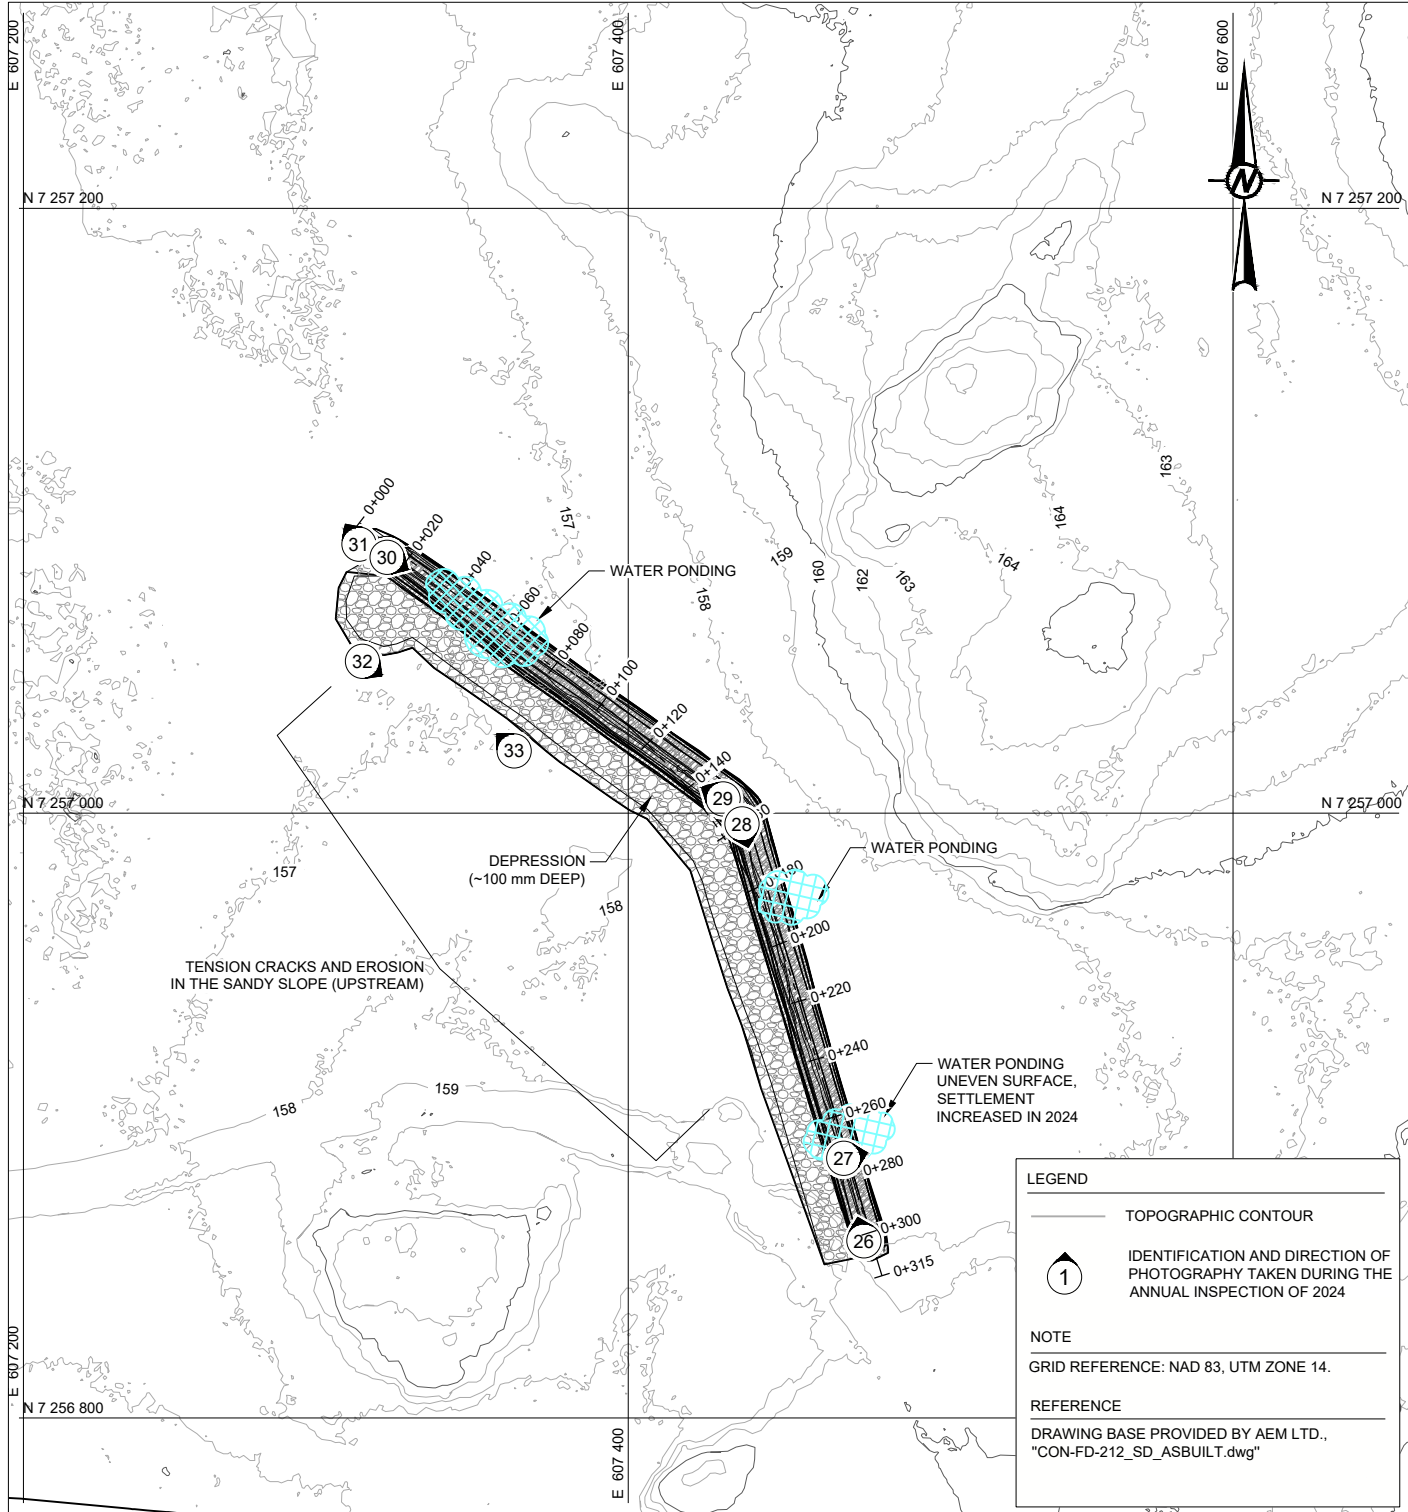 E 607 200
E 607 400
E 607 600
N
N 7 257 200
N 7 257 200
163
164
164
163
162
160
159
158
157
0+000
0+020
0+040
0+060
0+080
0+100
0+120
0+140
31
30
32
33
29
28
WATER PONDING
N 7 257 000
N 7 257 000
WATER PONDING
DEPRESSION
(~100 mm DEEP)
157
158
0+200
0+220
0+240
0+260
0+280
0+300
0+315
TENSION CRACKS AND EROSION
IN THE SANDY SLOPE (UPSTREAM)
WATER PONDING
UNEVEN SURFACE,
SETTLEMENT
INCREASED IN 2024
159
158
27
26
E 607 200
N 7 256 800
E 607 400
LEGEND
TOPOGRAPHIC CONTOUR
1
IDENTIFICATION AND DIRECTION OF
PHOTOGRAPHY TAKEN DURING THE
ANNUAL INSPECTION OF 2024
NOTE
GRID REFERENCE: NAD 83, UTM ZONE 14.
REFERENCE
DRAWING BASE PROVIDED BY AEM LTD.,
"CON-FD-212_SD_ASBUILT.dwg"